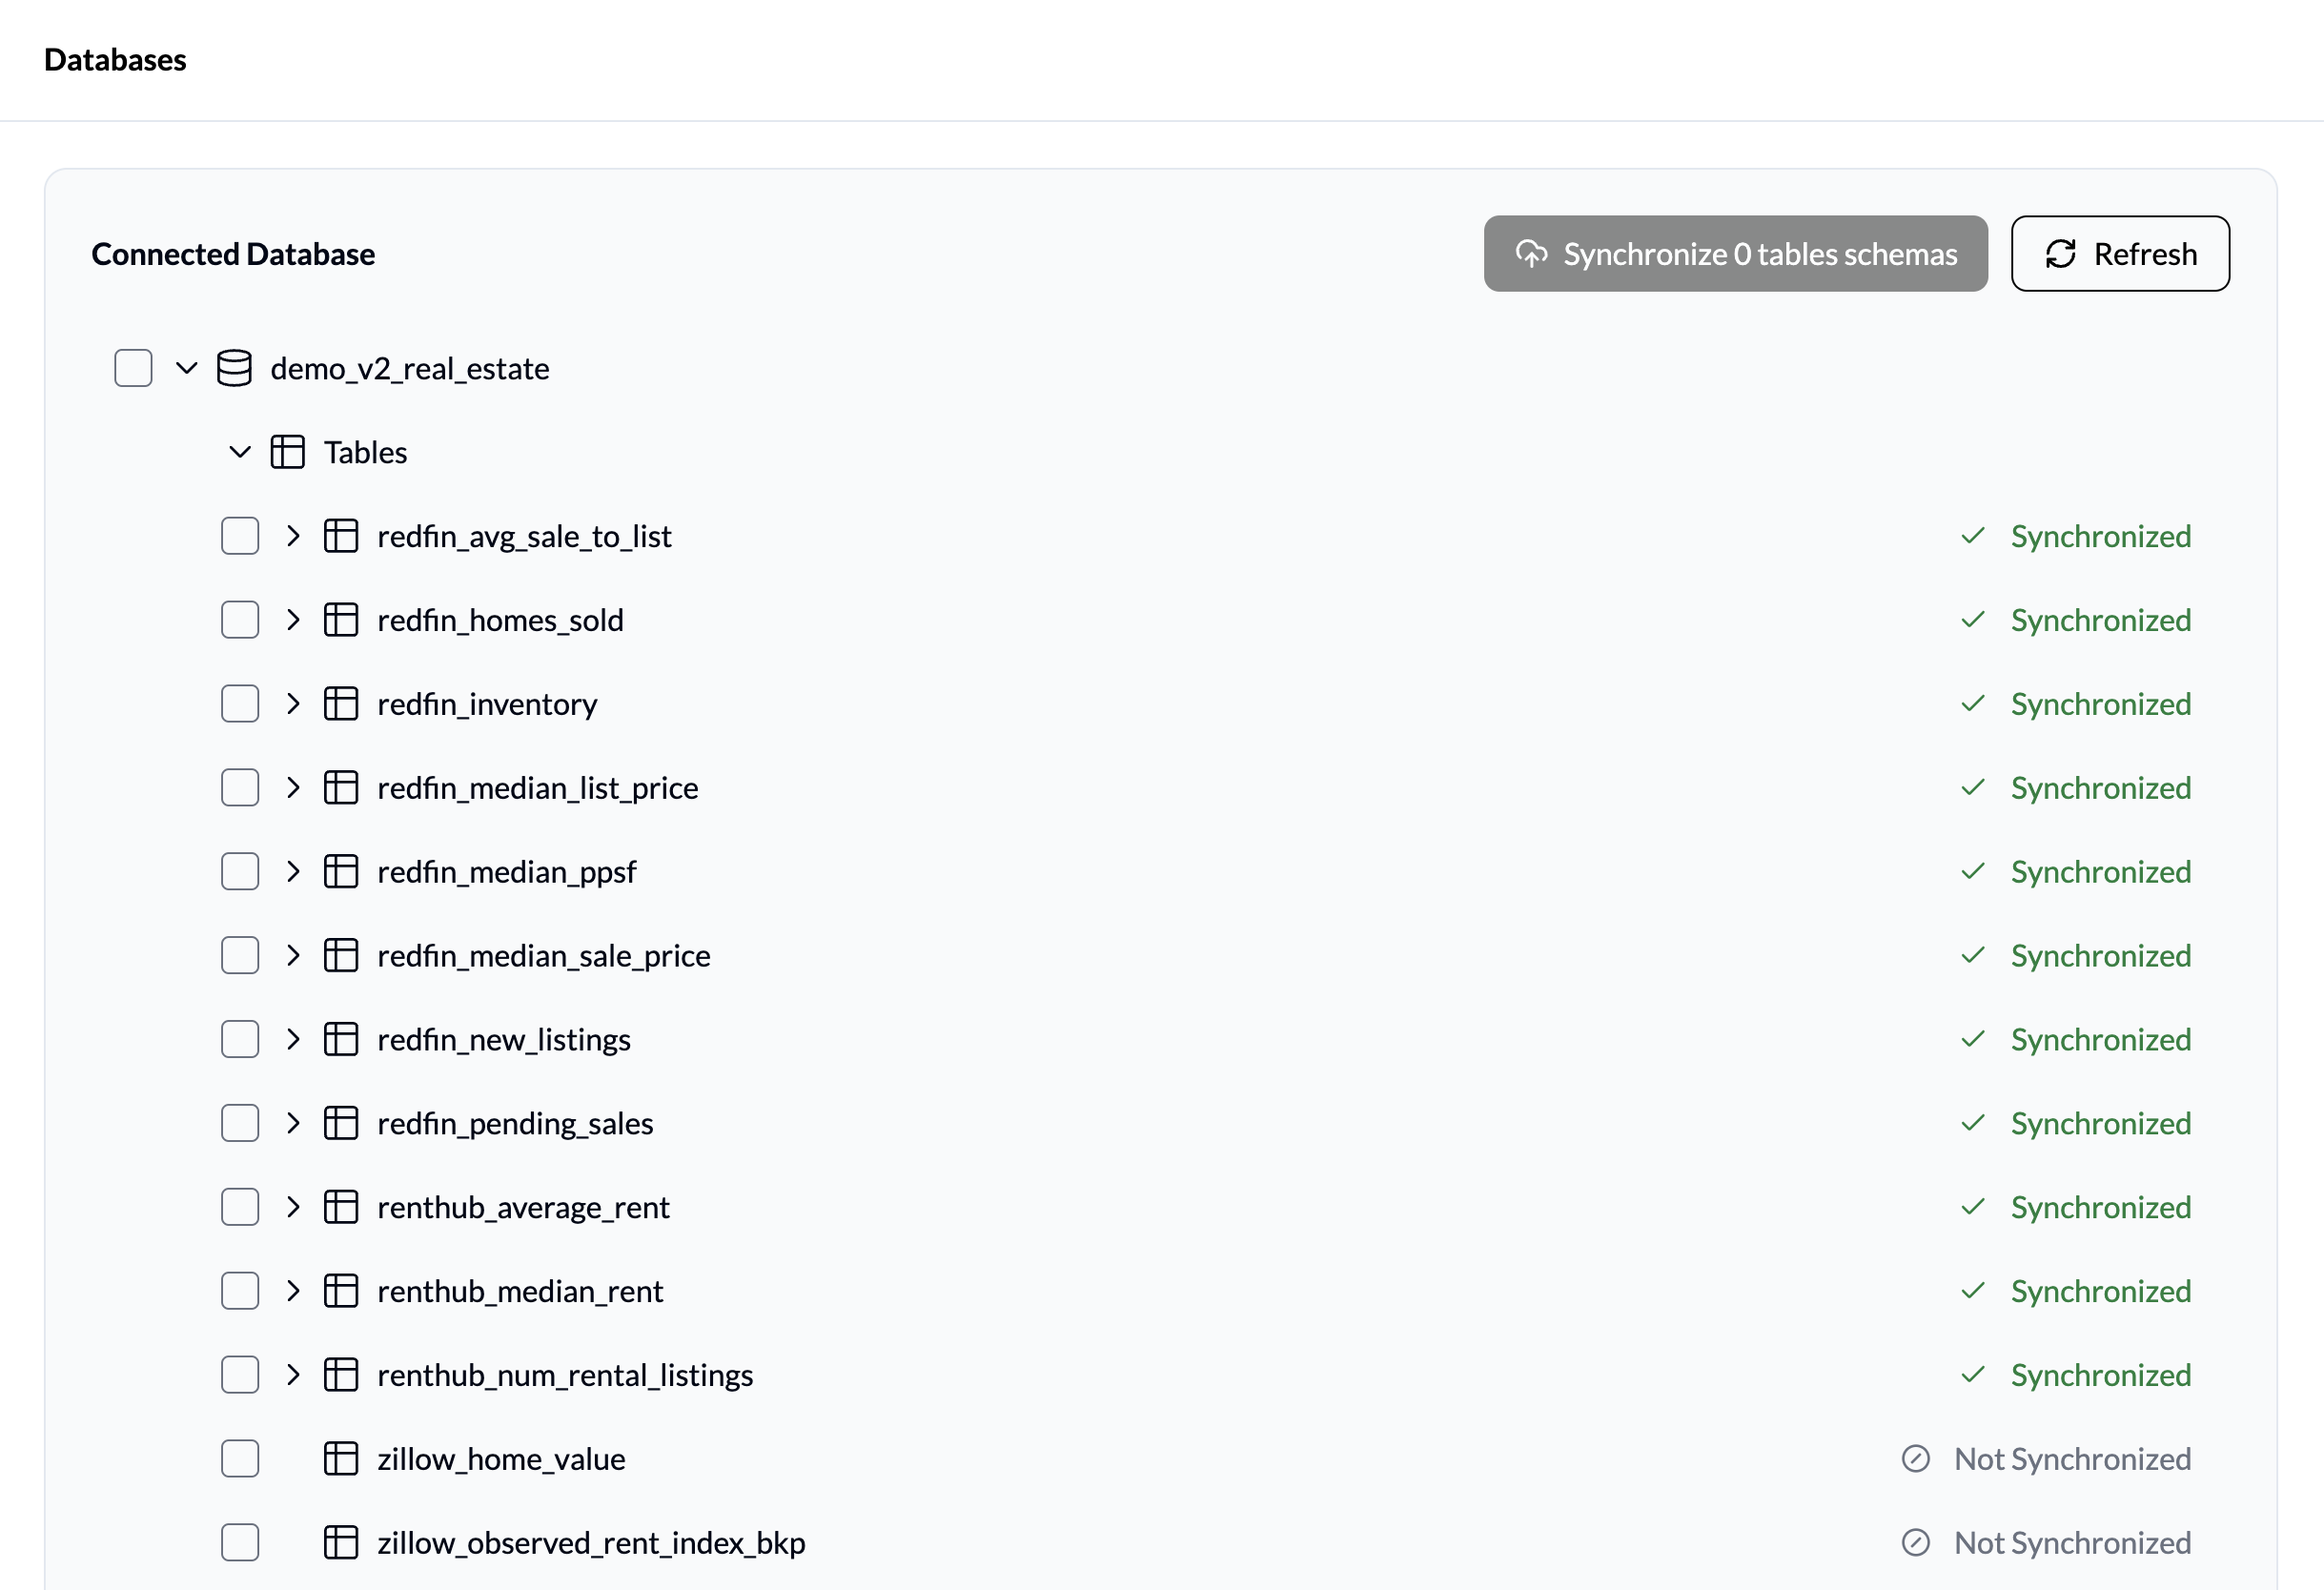 Databases
Connected Database
Synchronize 0 tables schemas
Refresh
demo_v2_real_estate
Tables
redfin_avg_sale_to_list Synchronized
redfin_homes_sold Synchronized
redfin_inventory Synchronized
redfin_median_list_price Synchronized
redfin_median_ppsf Synchronized
redfin_median_sale_price Synchronized
redfin_new_listings Synchronized
redfin_pending_sales Synchronized
renthub_average_rent Synchronized
renthub_median_rent Synchronized
renthub_num_rental_listings Synchronized
zillow_home_value Not Synchronized
zillow_observed_rent_index_bkp Not Synchronized